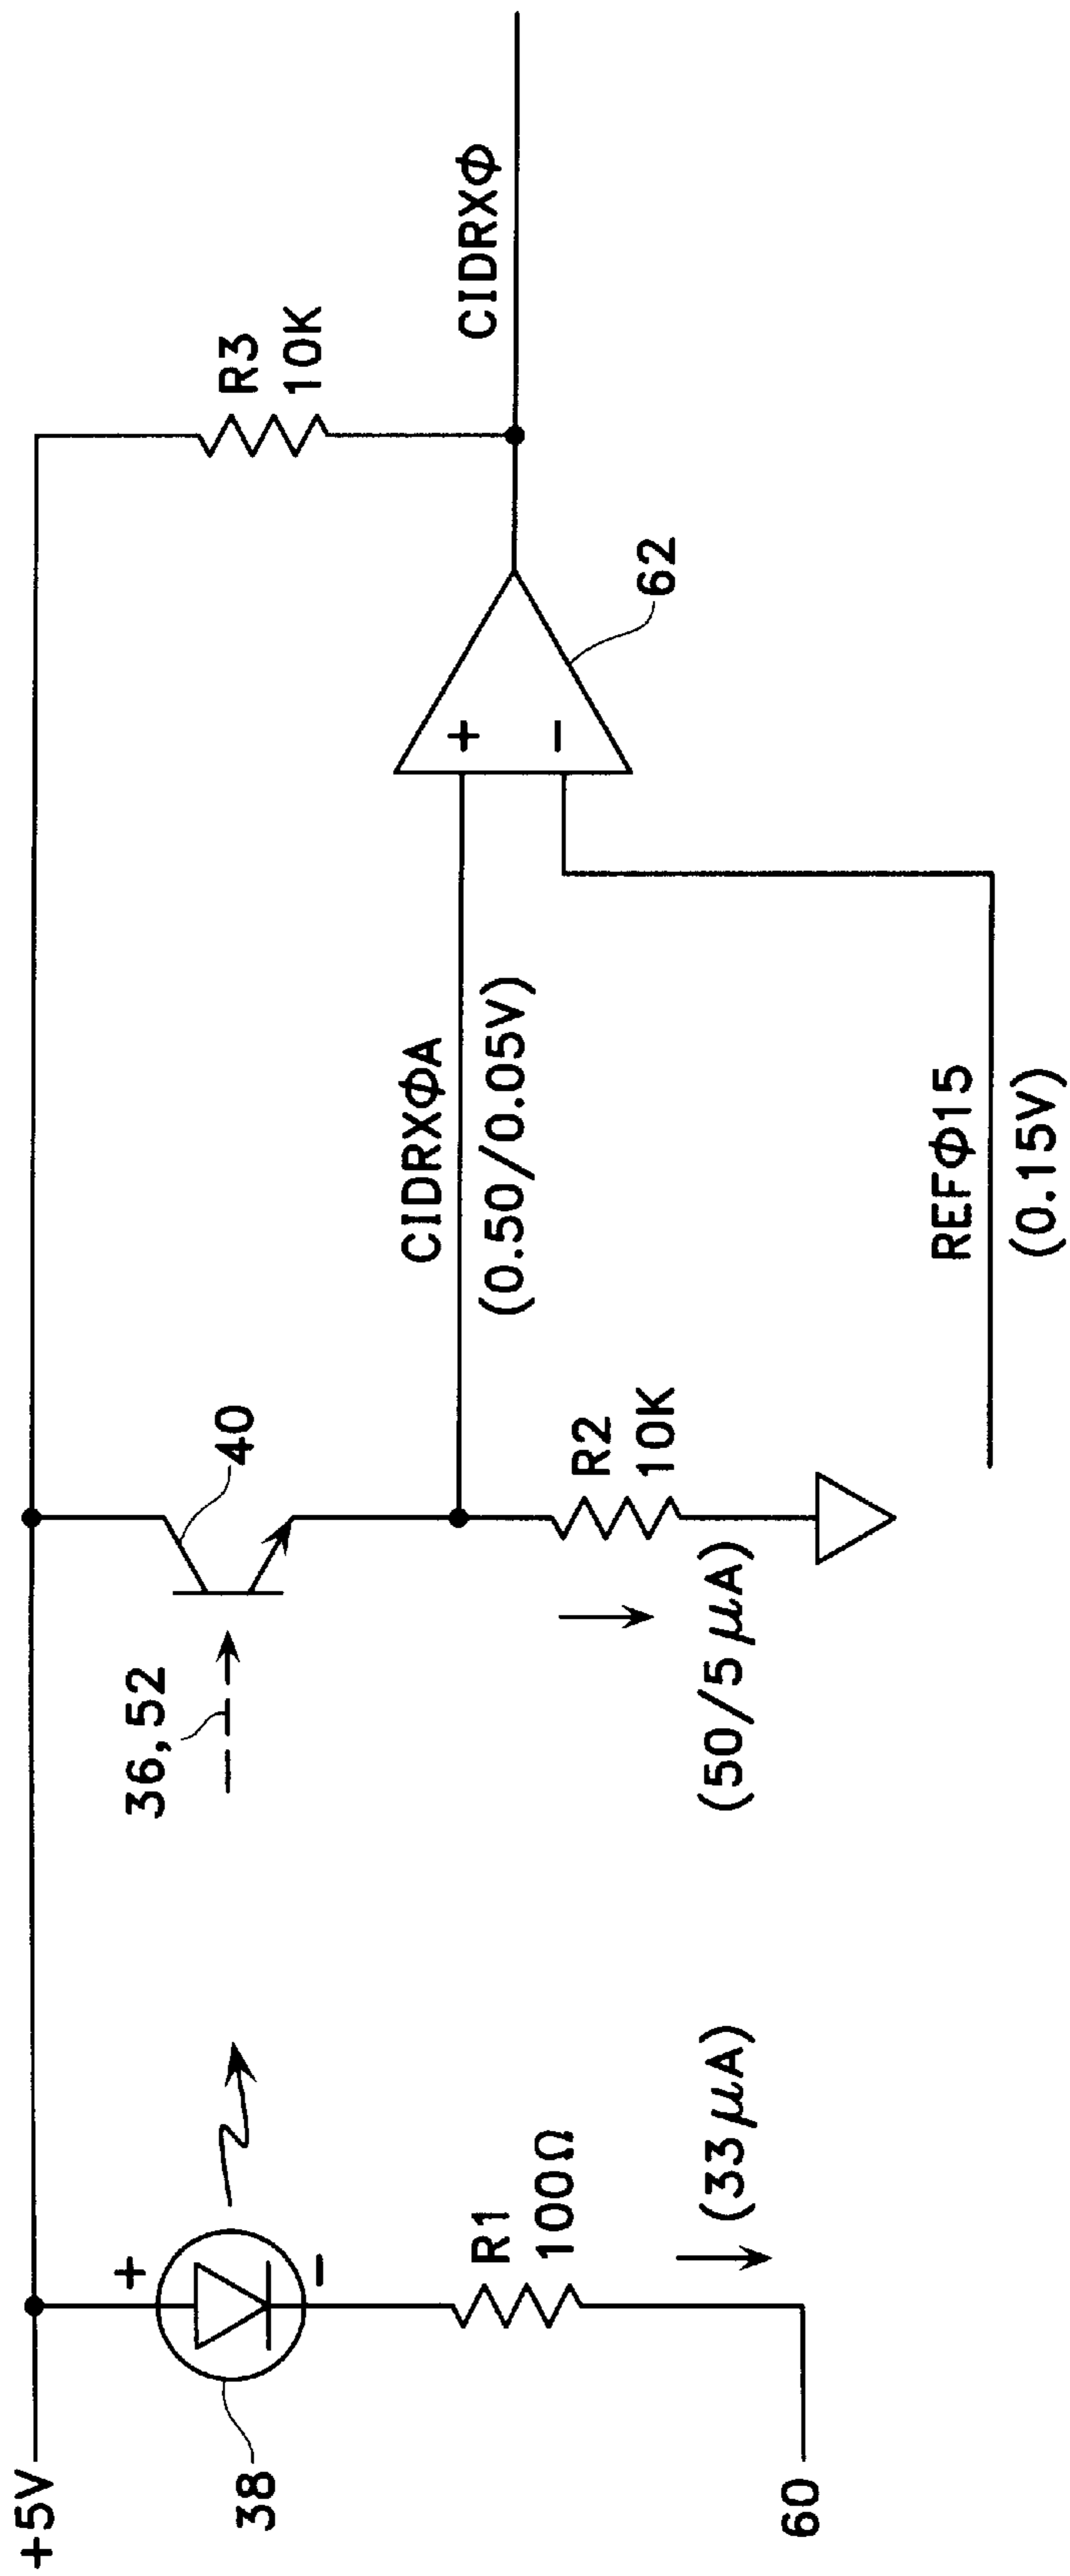 +5V
38
+
−
R1
100Ω
(33μA)
60
36,52
40
R2
10K
(50/5μA)
CIDRXΦA
(0.50/0.05V)
REFΦ15
(0.15V)
+
−
62
R3
10K
CIDRXΦ